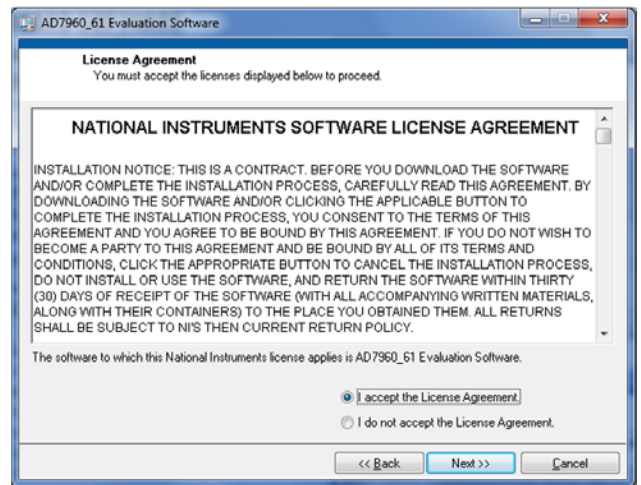 AD7960_61 Evaluation Software
License Agreement
You must accept the licenses displayed below to proceed.
NATIONAL INSTRUMENTS SOFTWARE LICENSE AGREEMENT
INSTALLATION NOTICE: THIS IS A CONTRACT. BEFORE YOU DOWNLOAD THE SOFTWARE
AND/OR COMPLETE THE INSTALLATION PROCESS, CAREFULLY READ THIS AGREEMENT. BY
DOWNLOADING THE SOFTWARE AND/OR CLICKING THE APPLICABLE BUTTON TO
COMPLETE THE INSTALLATION PROCESS, YOU CONSENT TO THE TERMS OF THIS
AGREEMENT AND YOU AGREE TO BE BOUND BY THIS AGREEMENT. IF YOU DO NOT WISH TO
BECOME A PARTY TO THIS AGREEMENT AND BE BOUND BY ALL OF ITS TERMS AND
CONDITIONS, CLICK THE APPROPRIATE BUTTON TO CANCEL THE INSTALLATION PROCESS,
DO NOT INSTALL OR USE THE SOFTWARE, AND RETURN THE SOFTWARE WITHIN THIRTY
(30) DAYS OF RECEIPT OF THE SOFTWARE (WITH ALL ACCOMPANYING WRITTEN MATERIALS,
ALONG WITH THEIR CONTAINERS) TO THE PLACE YOU OBTAINED THEM. ALL RETURNS
SHALL BE SUBJECT TO NI'S THEN CURRENT RETURN POLICY.
The software to which this National Instruments license applies is AD7960_61 Evaluation Software.
I accept the License Agreement.
I do not accept the License Agreement.
<< Back Next >> Cancel